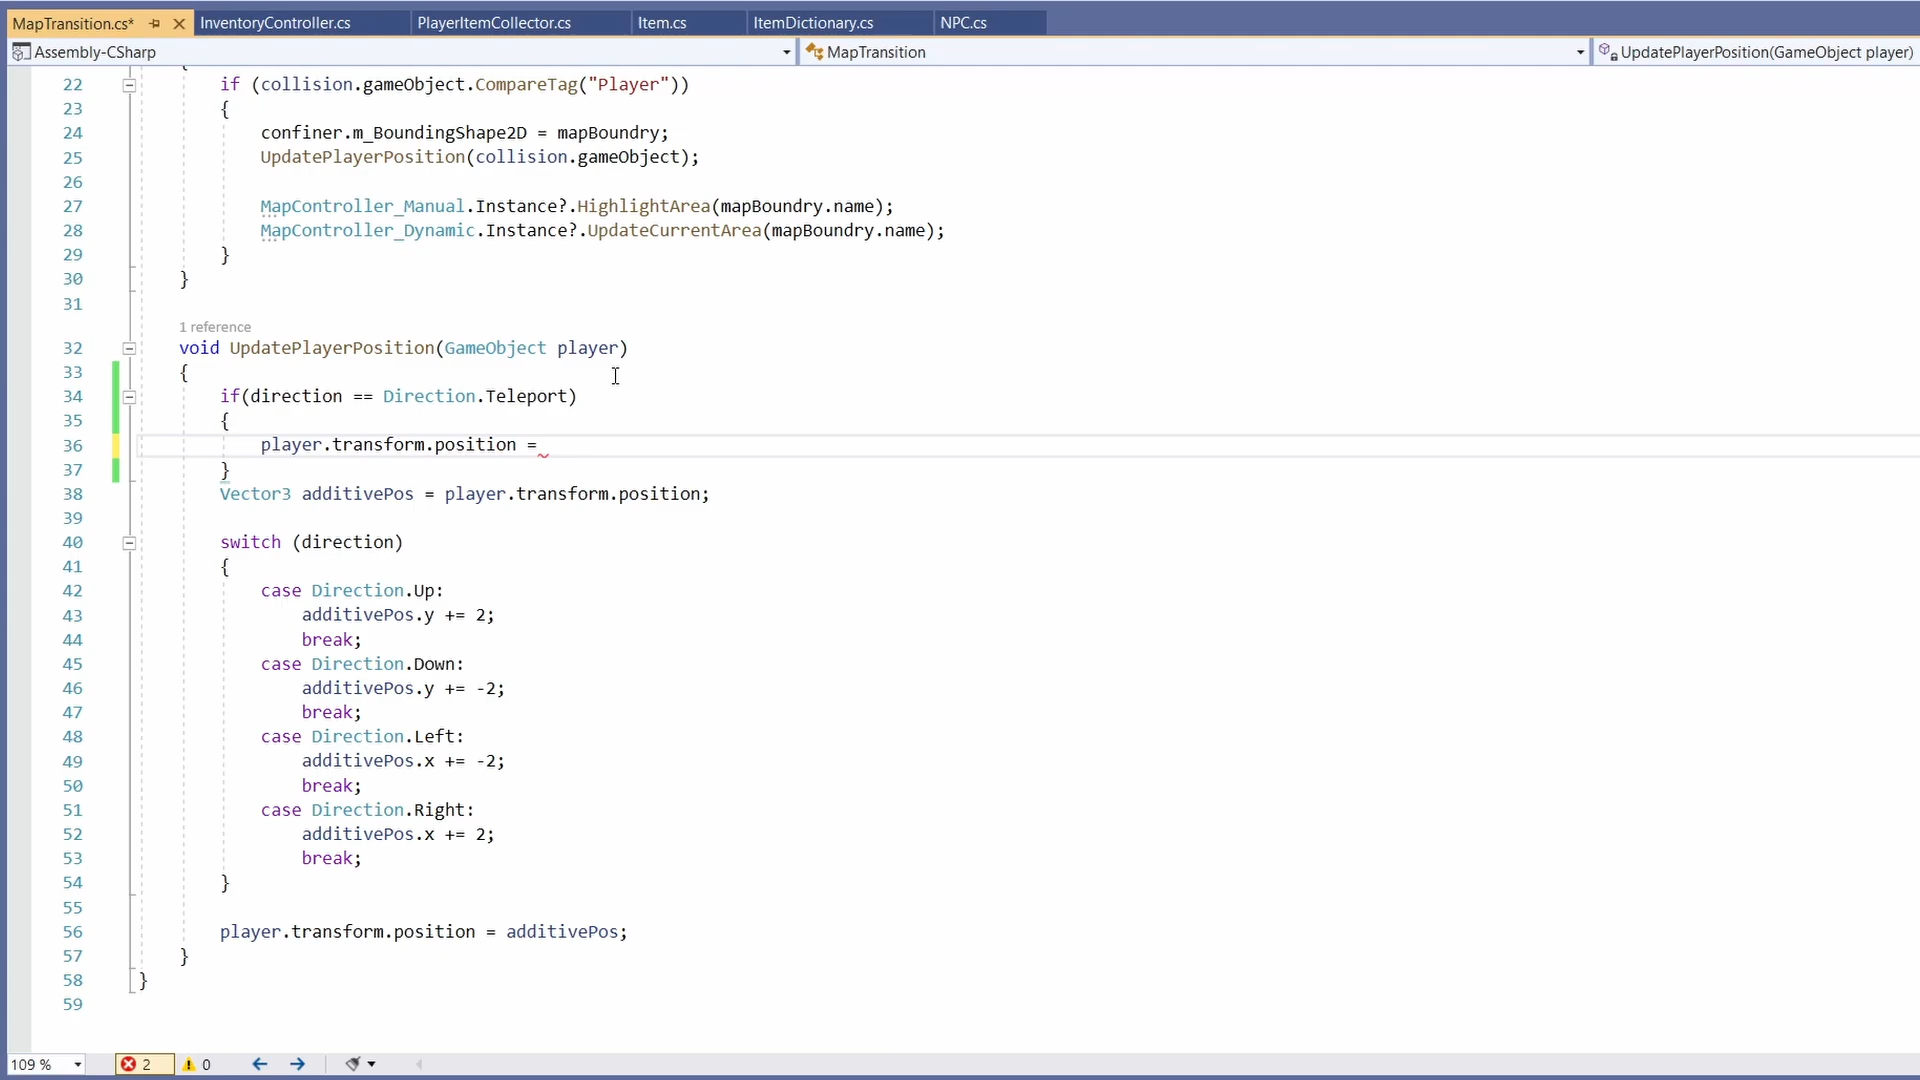 MapTransition.cs* InventoryController.cs PlayerItemCollector.cs Item.cs ItemDictionary.cs NPC.cs
Assembly-CSharp MapTransition UpdatePlayerPosition(GameObject player)
22 if (collision.gameObject.CompareTag("Player"))
23 {
24 confiner.m_BoundingShape2D = mapBoundry;
25 UpdatePlayerPosition(collision.gameObject);
26
27 MapController_Manual.Instance?.HighlightArea(mapBoundry.name);
28 MapController_Dynamic.Instance?.UpdateCurrentArea(mapBoundry.name);
29 }
30 }
31
1 reference
32 void UpdatePlayerPosition(GameObject player)
33 {
34 if(direction == Direction.Teleport)
35 {
36 player.transform.position =
37 }
38 Vector3 additivePos = player.transform.position;
39
40 switch (direction)
41 {
42 case Direction.Up:
43 additivePos.y += 2;
44 break;
45 case Direction.Down:
46 additivePos.y += -2;
47 break;
48 case Direction.Left:
49 additivePos.x += -2;
50 break;
51 case Direction.Right:
52 additivePos.x += 2;
53 break;
54 }
55
56 player.transform.position = additivePos;
57 }
58 }
59
109 % 2 0